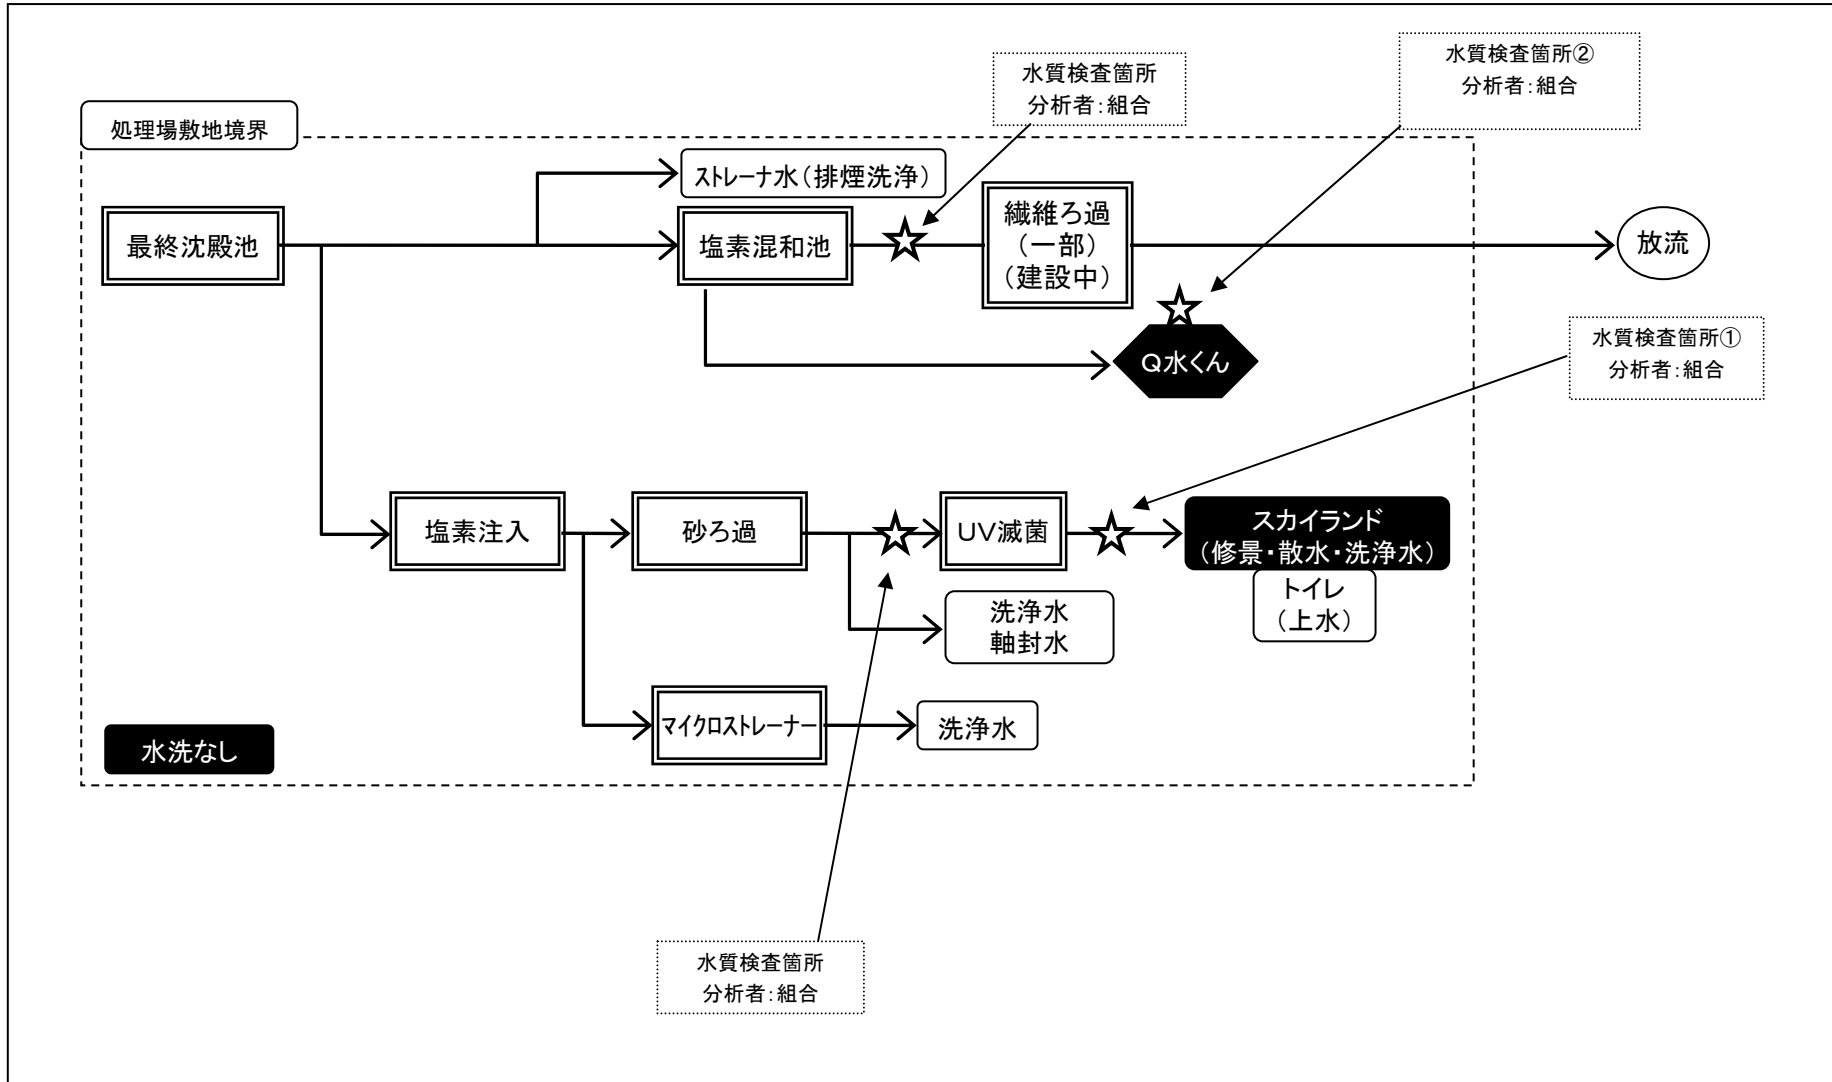 水質検査箇所②
分析者：組合
水質検査箇所
分析者：組合
処理場敷地境界
ストレーナ水（排煙洗浄）
最終沈殿池
塩素混和池
繊維ろ過
（一部）
（建設中）
放流
水質検査箇所①
分析者：組合
Q水くん
塩素注入
砂ろ過
UV滅菌
スカイランド
（修景・散水・洗浄水）
トイレ
（上水）
洗浄水
軸封水
マイクロストレーナー
洗浄水
水洗なし
水質検査箇所
分析者：組合